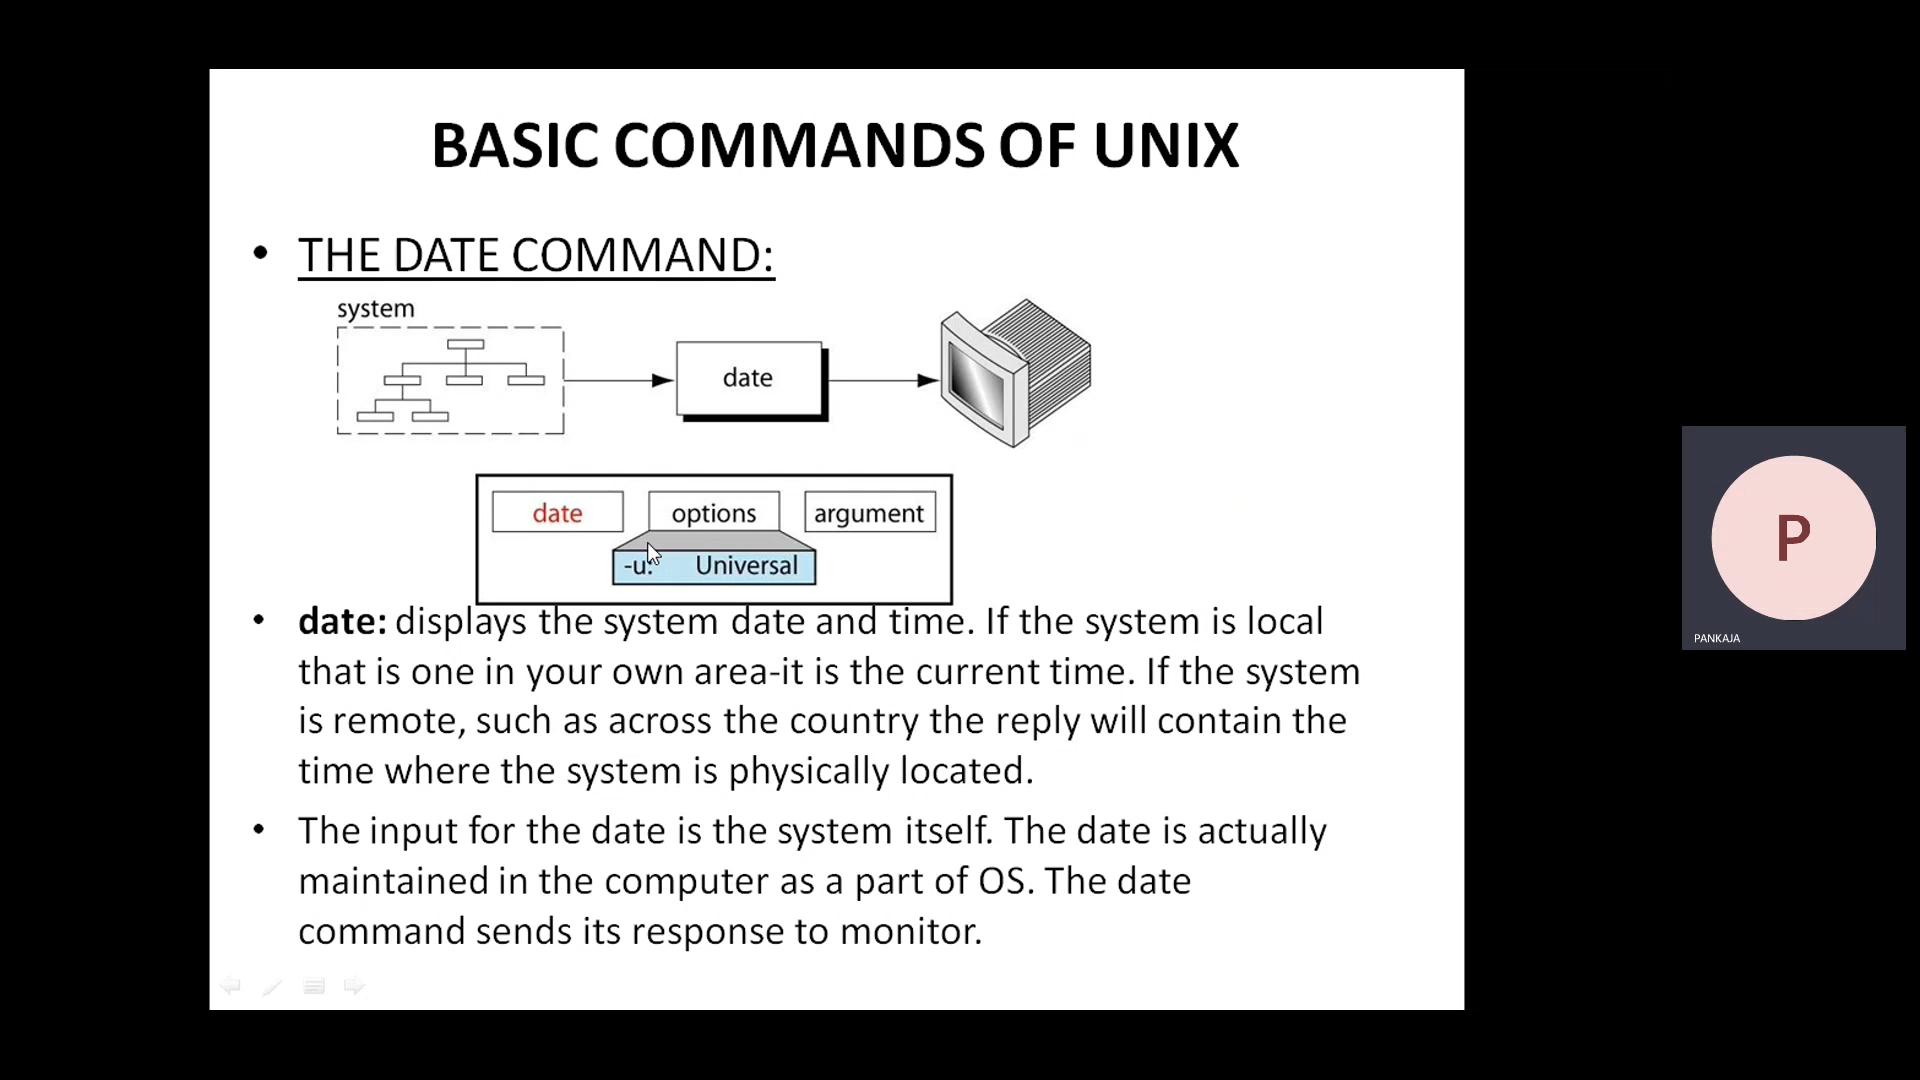 BASIC COMMANDS OF UNIX
• THE DATE COMMAND:
system
date
date options argument
-u: Universal
• date: displays the system date and time. If the system is local
that is one in your own area-it is the current time. If the system
is remote, such as across the country the reply will contain the
time where the system is physically located.
• The input for the date is the system itself. The date is actually
maintained in the computer as a part of OS. The date
command sends its response to monitor.
P
PANKAJA